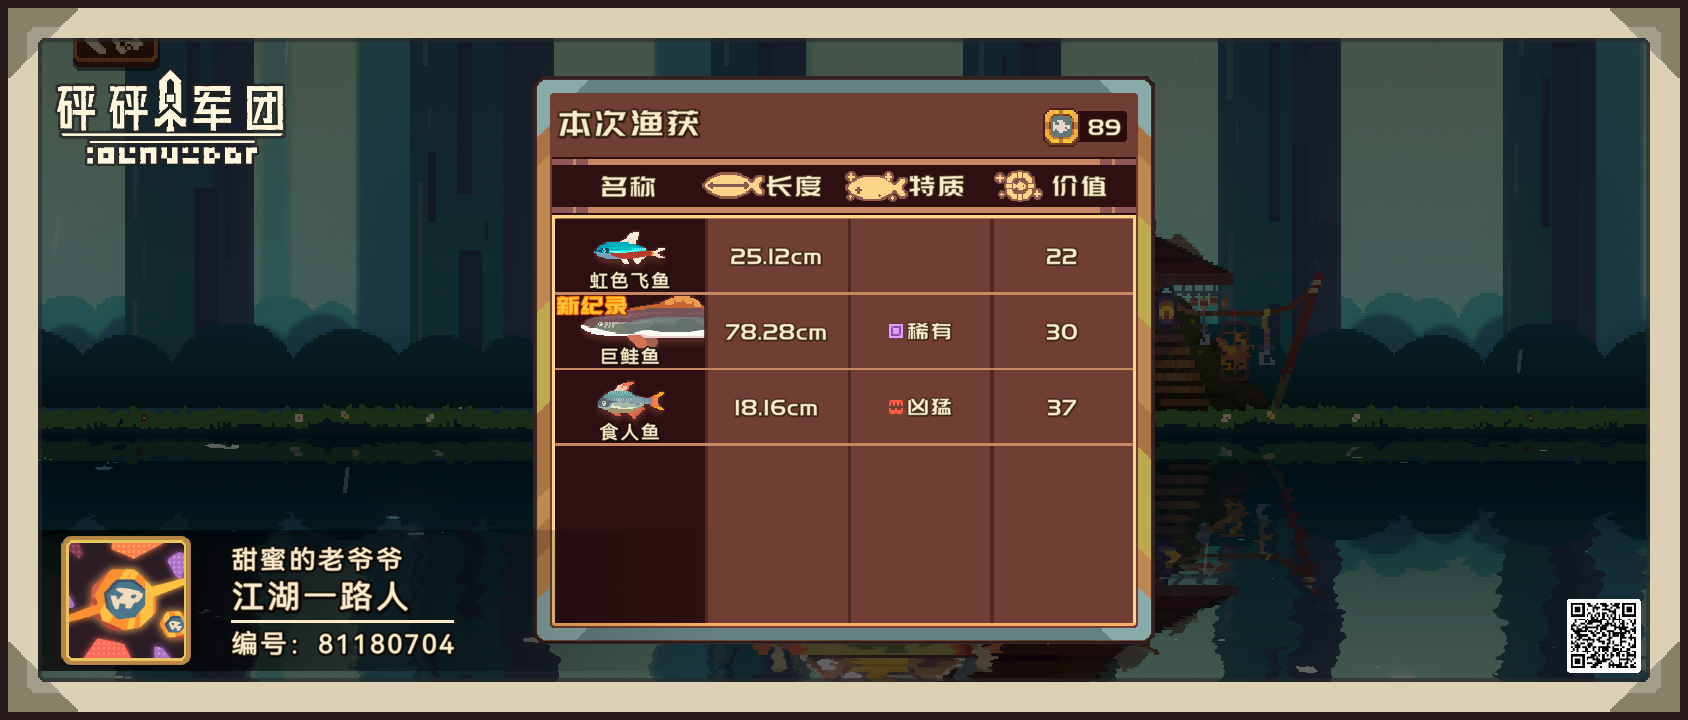 砰砰军团
本次渔获
89
名称 长度 特质 价值
虹色飞鱼 25.12cm 22
新纪录
巨鲑鱼 78.28cm 稀有 30
食人鱼 18.16cm 凶猛 37
甜蜜的老爷爷
江湖一路人
编号：81180704